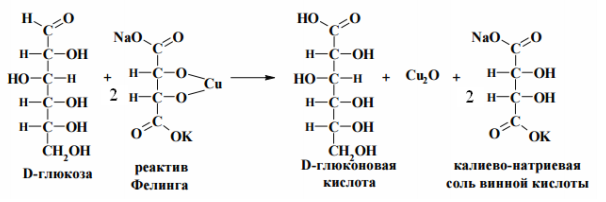 H C O
H–C–OH
HO–C–H
H–C–OH
H–C–OH
CH₂OH
D-глюкоза
+
2
NaO C O
H–C–O
Cu
H–C–O
O C OK
реактив
Фелинга
HO C O
H–C–OH
HO–C–H
H–C–OH
H–C–OH
CH₂OH
D-глюконовая
кислота
+ Cu₂O +
2
NaO C O
H–C–OH
H–C–OH
O C OK
калиево-натриевая
соль винной кислоты